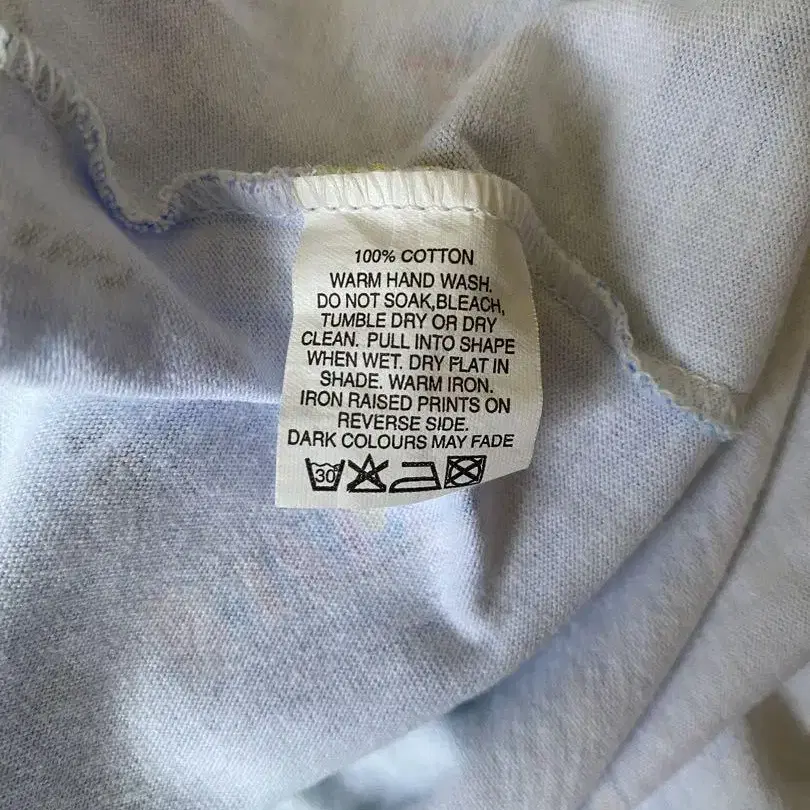 100% COTTON
WARM HAND WASH.
DO NOT SOAK,BLEACH,
TUMBLE DRY OR DRY
CLEAN. PULL INTO SHAPE
WHEN WET. DRY FLAT IN
SHADE. WARM IRON.
IRON RAISED PRINTS ON
REVERSE SIDE.
DARK COLOURS MAY FADE
30